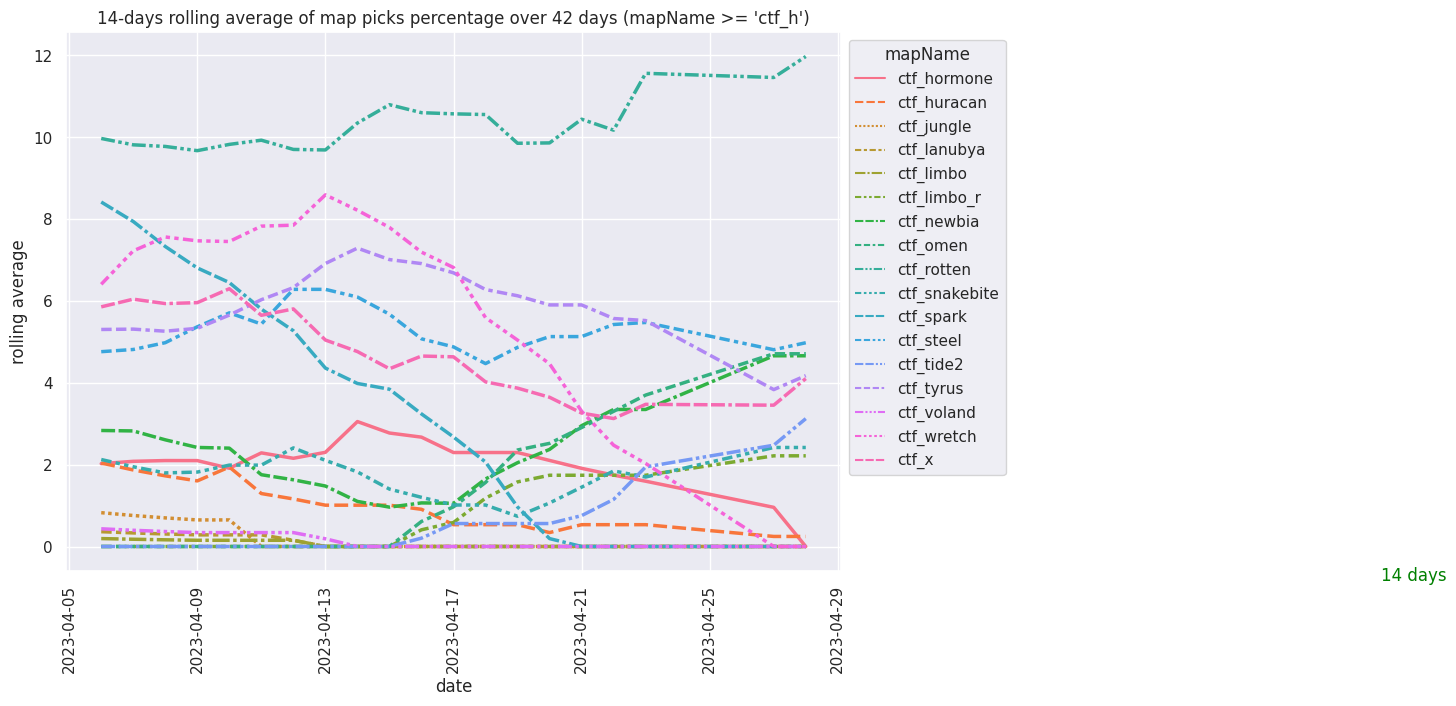 14-days rolling average of map picks percentage over 42 days (mapName >= 'ctf_h')
rolling average
12
10
8
6
4
2
0
2023-04-05
2023-04-09
2023-04-13
2023-04-17
2023-04-21
2023-04-25
2023-04-29
date
mapName
ctf_hormone
ctf_huracan
ctf_jungle
ctf_lanubya
ctf_limbo
ctf_limbo_r
ctf_newbia
ctf_omen
ctf_rotten
ctf_snakebite
ctf_spark
ctf_steel
ctf_tide2
ctf_tyrus
ctf_voland
ctf_wretch
ctf_x
14 days